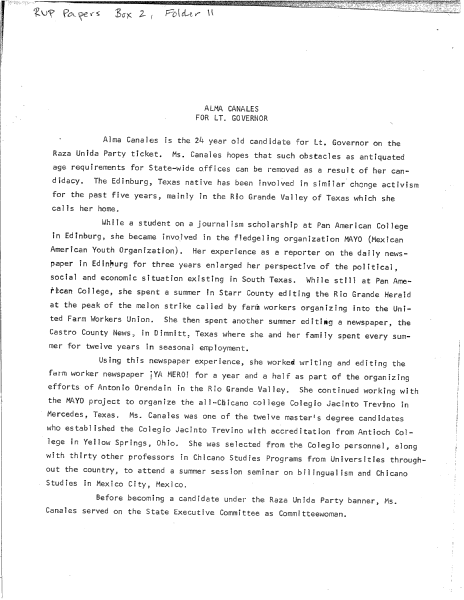 RUP Papers Box 2, Folder 11
ALMA CANALES
FOR LT. GOVERNOR
Alma Canales is the 24 year old candidate for Lt. Governor on the
Raza Unida Party ticket. Ms. Canales hopes that such obstacles as antiquated
age requirements for State-wide offices can be removed as a result of her can-
didacy. The Edinburg, Texas native has been involved in similar change activism
for the past five years, mainly in the Rio Grande Valley of Texas which she
calls her home.
While a student on a journalism scholarship at Pan American College
in Edinburg, she became involved in the fledgeling organization MAYO (Mexican
American Youth Organization). Her experience as a reporter on the daily news-
paper in Edinburg for three years enlarged her perspective of the political,
social and economic situation existing in South Texas. While still at Pan Ame-
rican College, she spent a summer in Starr County editing the Rio Grande Herald
at the peak of the melon strike called by farm workers organizing into the Uni-
ted Farm Workers Union. She then spent another summer editing a newspaper, the
Castro County News, in Dimmitt, Texas where she and her family spent every sum-
mer for twelve years in seasonal employment.
Using this newspaper experience, she worked writing and editing the
farm worker newspaper ¡YA MERO! for a year and a half as part of the organizing
efforts of Antonio Orendain in the Rio Grande Valley. She continued working with
the MAYO project to organize the all-Chicano college Colegio Jacinto Trevino in
Mercedes, Texas. Ms. Canales was one of the twelve master's degree candidates
who established the Colegio Jacinto Trevino with accreditation from Antioch Col-
lege in Yellow Springs, Ohio. She was selected from the Colegio personnel, along
with thirty other professors in Chicano Studies Programs from Universities through-
out the country, to attend a summer session seminar on bilingualism and Chicano
Studies in Mexico City, Mexico.
Before becoming a candidate under the Raza Unida Party banner, Ms.
Canales served on the State Executive Committee as Committeewoman.